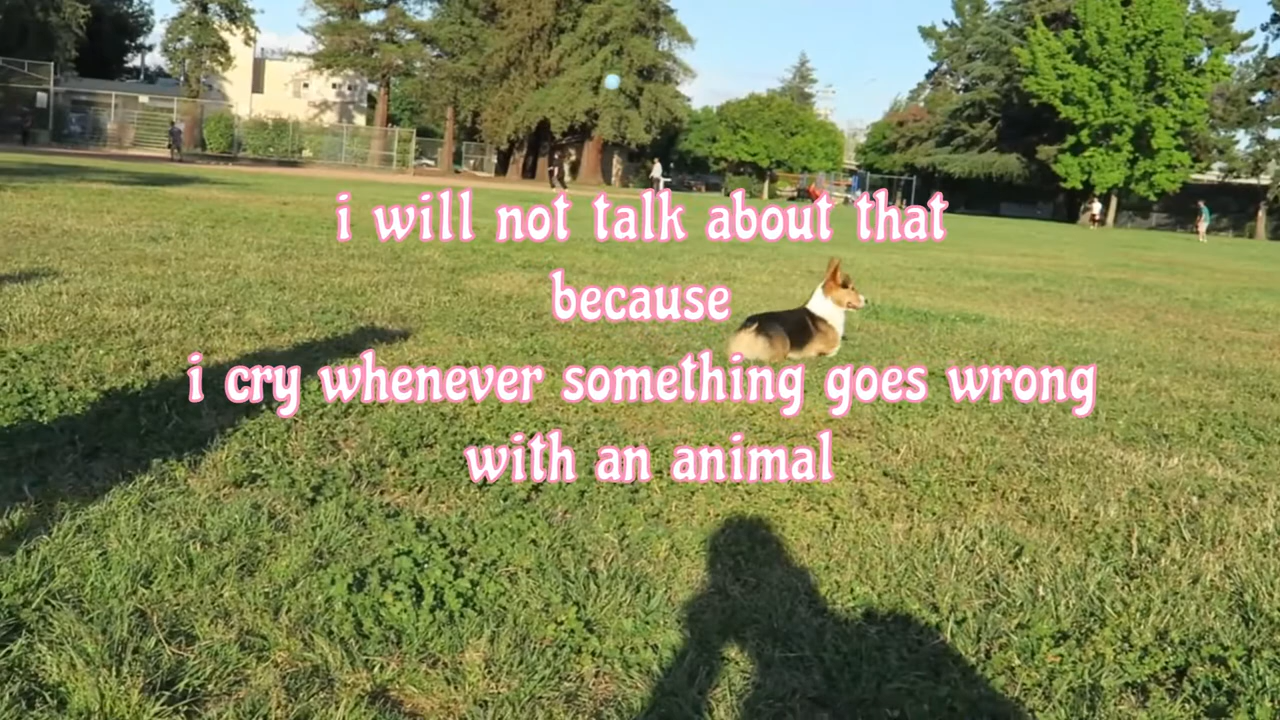 i will not talk about that
because
i cry whenever something goes wrong
with an animal